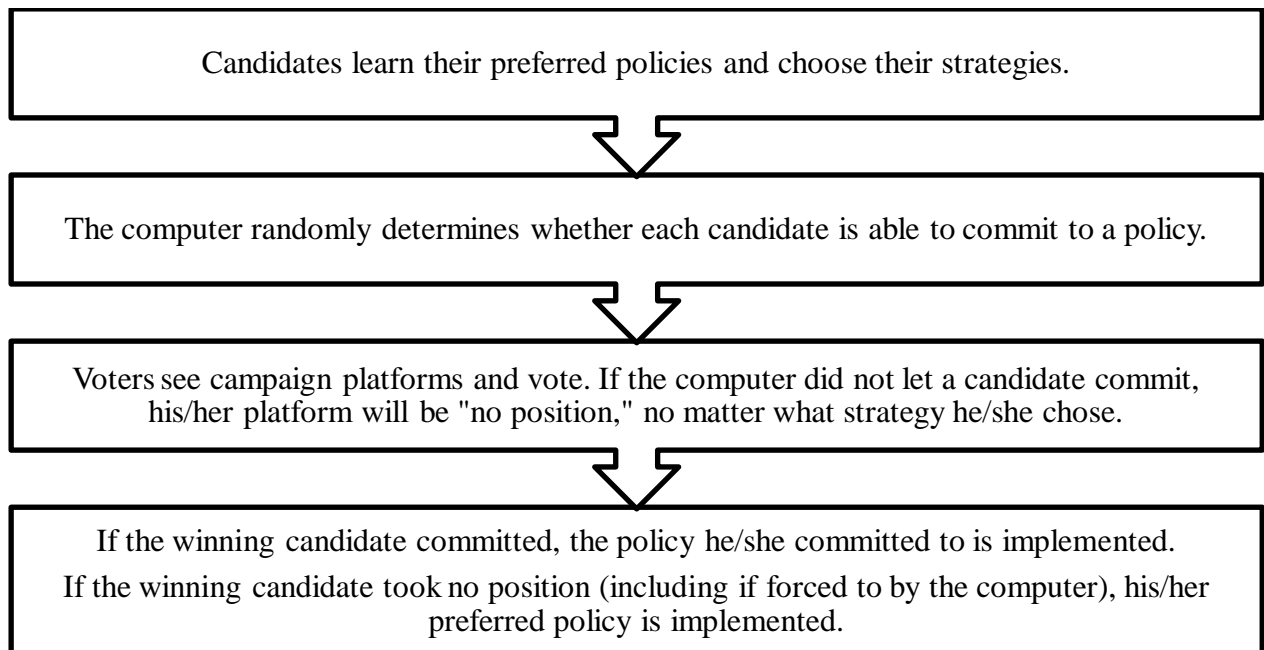 Candidates learn their preferred policies and choose their strategies.
The computer randomly determines whether each candidate is able to commit to a policy.
Voters see campaign platforms and vote. If the computer did not let a candidate commit,
his/her platform will be "no position," no matter what strategy he/she chose.
If the winning candidate committed, the policy he/she committed to is implemented.
If the winning candidate took no position (including if forced to by the computer), his/her
preferred policy is implemented.